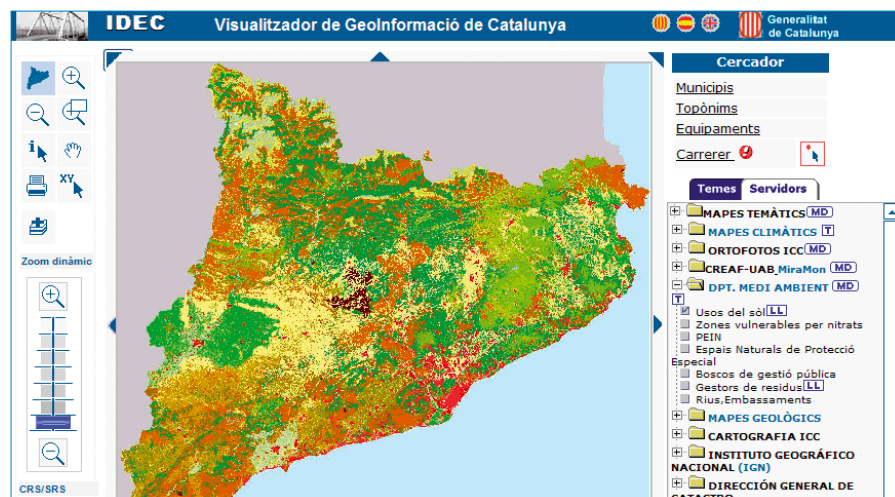 IDEC
Visualitzador de GeoInformació de Catalunya
Generalitat
de Catalunya
Cercador
Municipis
Topònims
Equipaments
Carrerer
XY
Temes
Servidors
MAPES TEMÀTICS MD
MAPES CLIMÀTICS T
ORTOFOTOS ICC MD
CREAF-UAB MiraMon MD
DPT. MEDI AMBIENT MD
T
Usos del sòl LL
Zones vulnerables per nitrats
PEIN
Espais Naturals de Protecció
Especial
Boscos de gestió pública
Gestors de residus LL
Rius,Embassaments
MAPES GEOLÒGICS
CARTOGRAFIA ICC
INSTITUTO GEOGRÁFICO
NACIONAL (IGN)
DIRECCIÓN GENERAL DE
CATASTRO
Zoom dinàmic
CRS/SRS